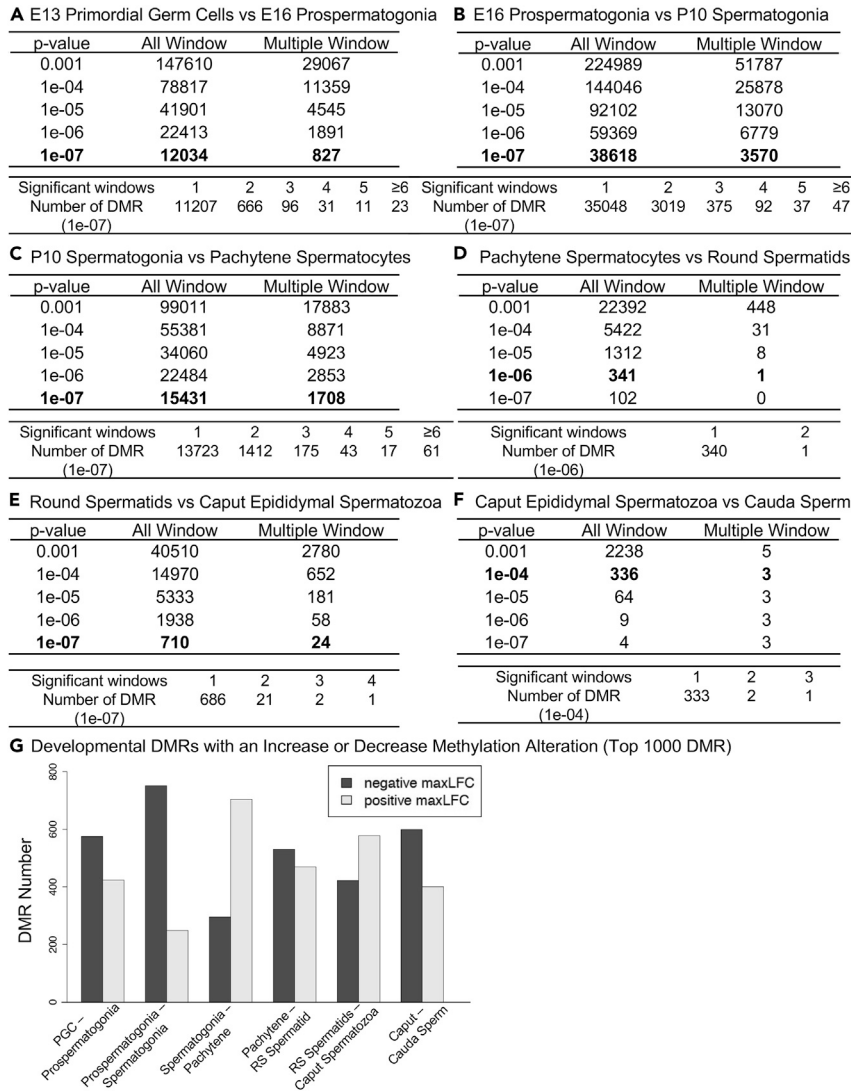 A E13 Primordial Germ Cells vs E16 Prospermatogonia
p-value All Window Multiple Window
0.001 147610 29067
1e-04 78817 11359
1e-05 41901 4545
1e-06 22413 1891
1e-07 12034 827
Significant windows 1 2 3 4 5 ≥6
Number of DMR 11207 666 96 31 11 23
(1e-07)
B E16 Prospermatogonia vs P10 Spermatogonia
p-value All Window Multiple Window
0.001 224989 51787
1e-04 144046 25878
1e-05 92102 13070
1e-06 59369 6779
1e-07 38618 3570
Significant windows 1 2 3 4 5 ≥6
Number of DMR 35048 3019 375 92 37 47
(1e-07)
C P10 Spermatogonia vs Pachytene Spermatocytes
p-value All Window Multiple Window
0.001 99011 17883
1e-04 55381 8871
1e-05 34060 4923
1e-06 22484 2853
1e-07 15431 1708
Significant windows 1 2 3 4 5 ≥6
Number of DMR 13723 1412 175 43 17 61
(1e-07)
D Pachytene Spermatocytes vs Round Spermatids
p-value All Window Multiple Window
0.001 22392 448
1e-04 5422 31
1e-05 1312 8
1e-06 341 1
1e-07 102 0
Significant windows 1 2
Number of DMR 340 1
(1e-06)
E Round Spermatids vs Caput Epididymal Spermatozoa
p-value All Window Multiple Window
0.001 40510 2780
1e-04 14970 652
1e-05 5333 181
1e-06 1938 58
1e-07 710 24
Significant windows 1 2 3 4
Number of DMR 686 21 2 1
(1e-07)
F Caput Epididymal Spermatozoa vs Cauda Sperm
p-value All Window Multiple Window
0.001 2238 5
1e-04 336 3
1e-05 64 3
1e-06 9 3
1e-07 4 3
Significant windows 1 2 3
Number of DMR 333 2 1
(1e-04)
G Developmental DMRs with an Increase or Decrease Methylation Alteration (Top 1000 DMR)
negative maxLFC
positive maxLFC
DMR Number
800
600
400
200
0
PGC –
Prospermatogonia
Prospermatogonia –
Spermatogonia
Spermatogonia –
Pachytene
Pachytene –
RS Spermatid
RS Spermatids –
Caput Spermatozoa
Caput –
Cauda Sperm